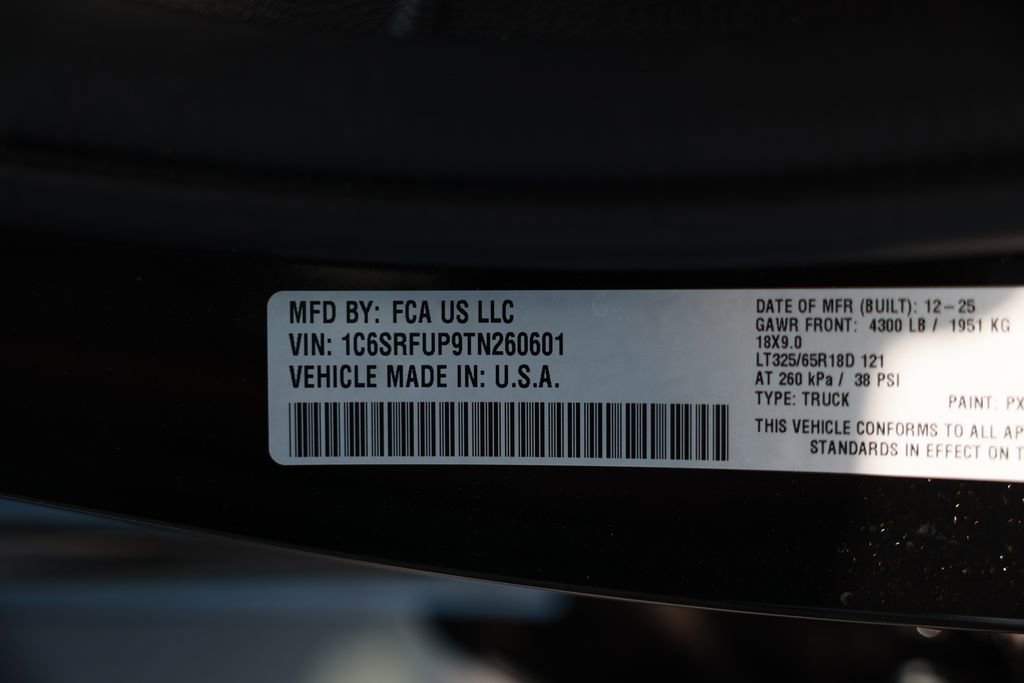 MFD BY: FCA US LLC
VIN: 1C6SRFUP9TN260601
VEHICLE MADE IN: U.S.A.
DATE OF MFR (BUILT): 12-25
GAWR FRONT: 4300 LB / 1951 KG
18X9.0
LT325/65R18D 121
AT 260 kPa / 38 PSI
TYPE: TRUCK PAINT: PX
THIS VEHICLE CONFORMS TO ALL AP
STANDARDS IN EFFECT ON T